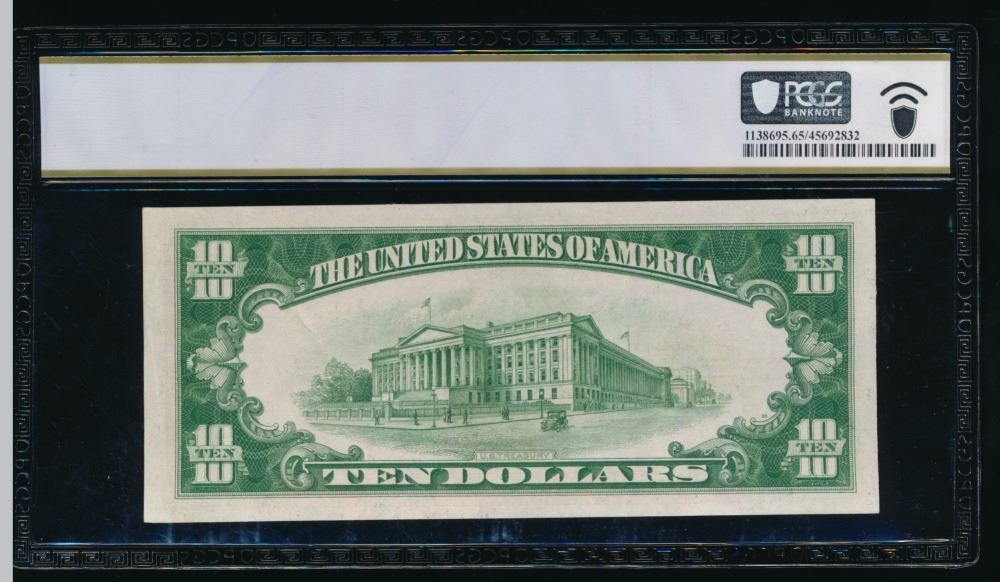 PCGS
BANKNOTE
1138695.65/45692832
10 TEN 10
THE UNITED STATES OF AMERICA
10 TEN 10
10 TEN 10
U.S. TREASURY
TEN DOLLARS
10 TEN 10